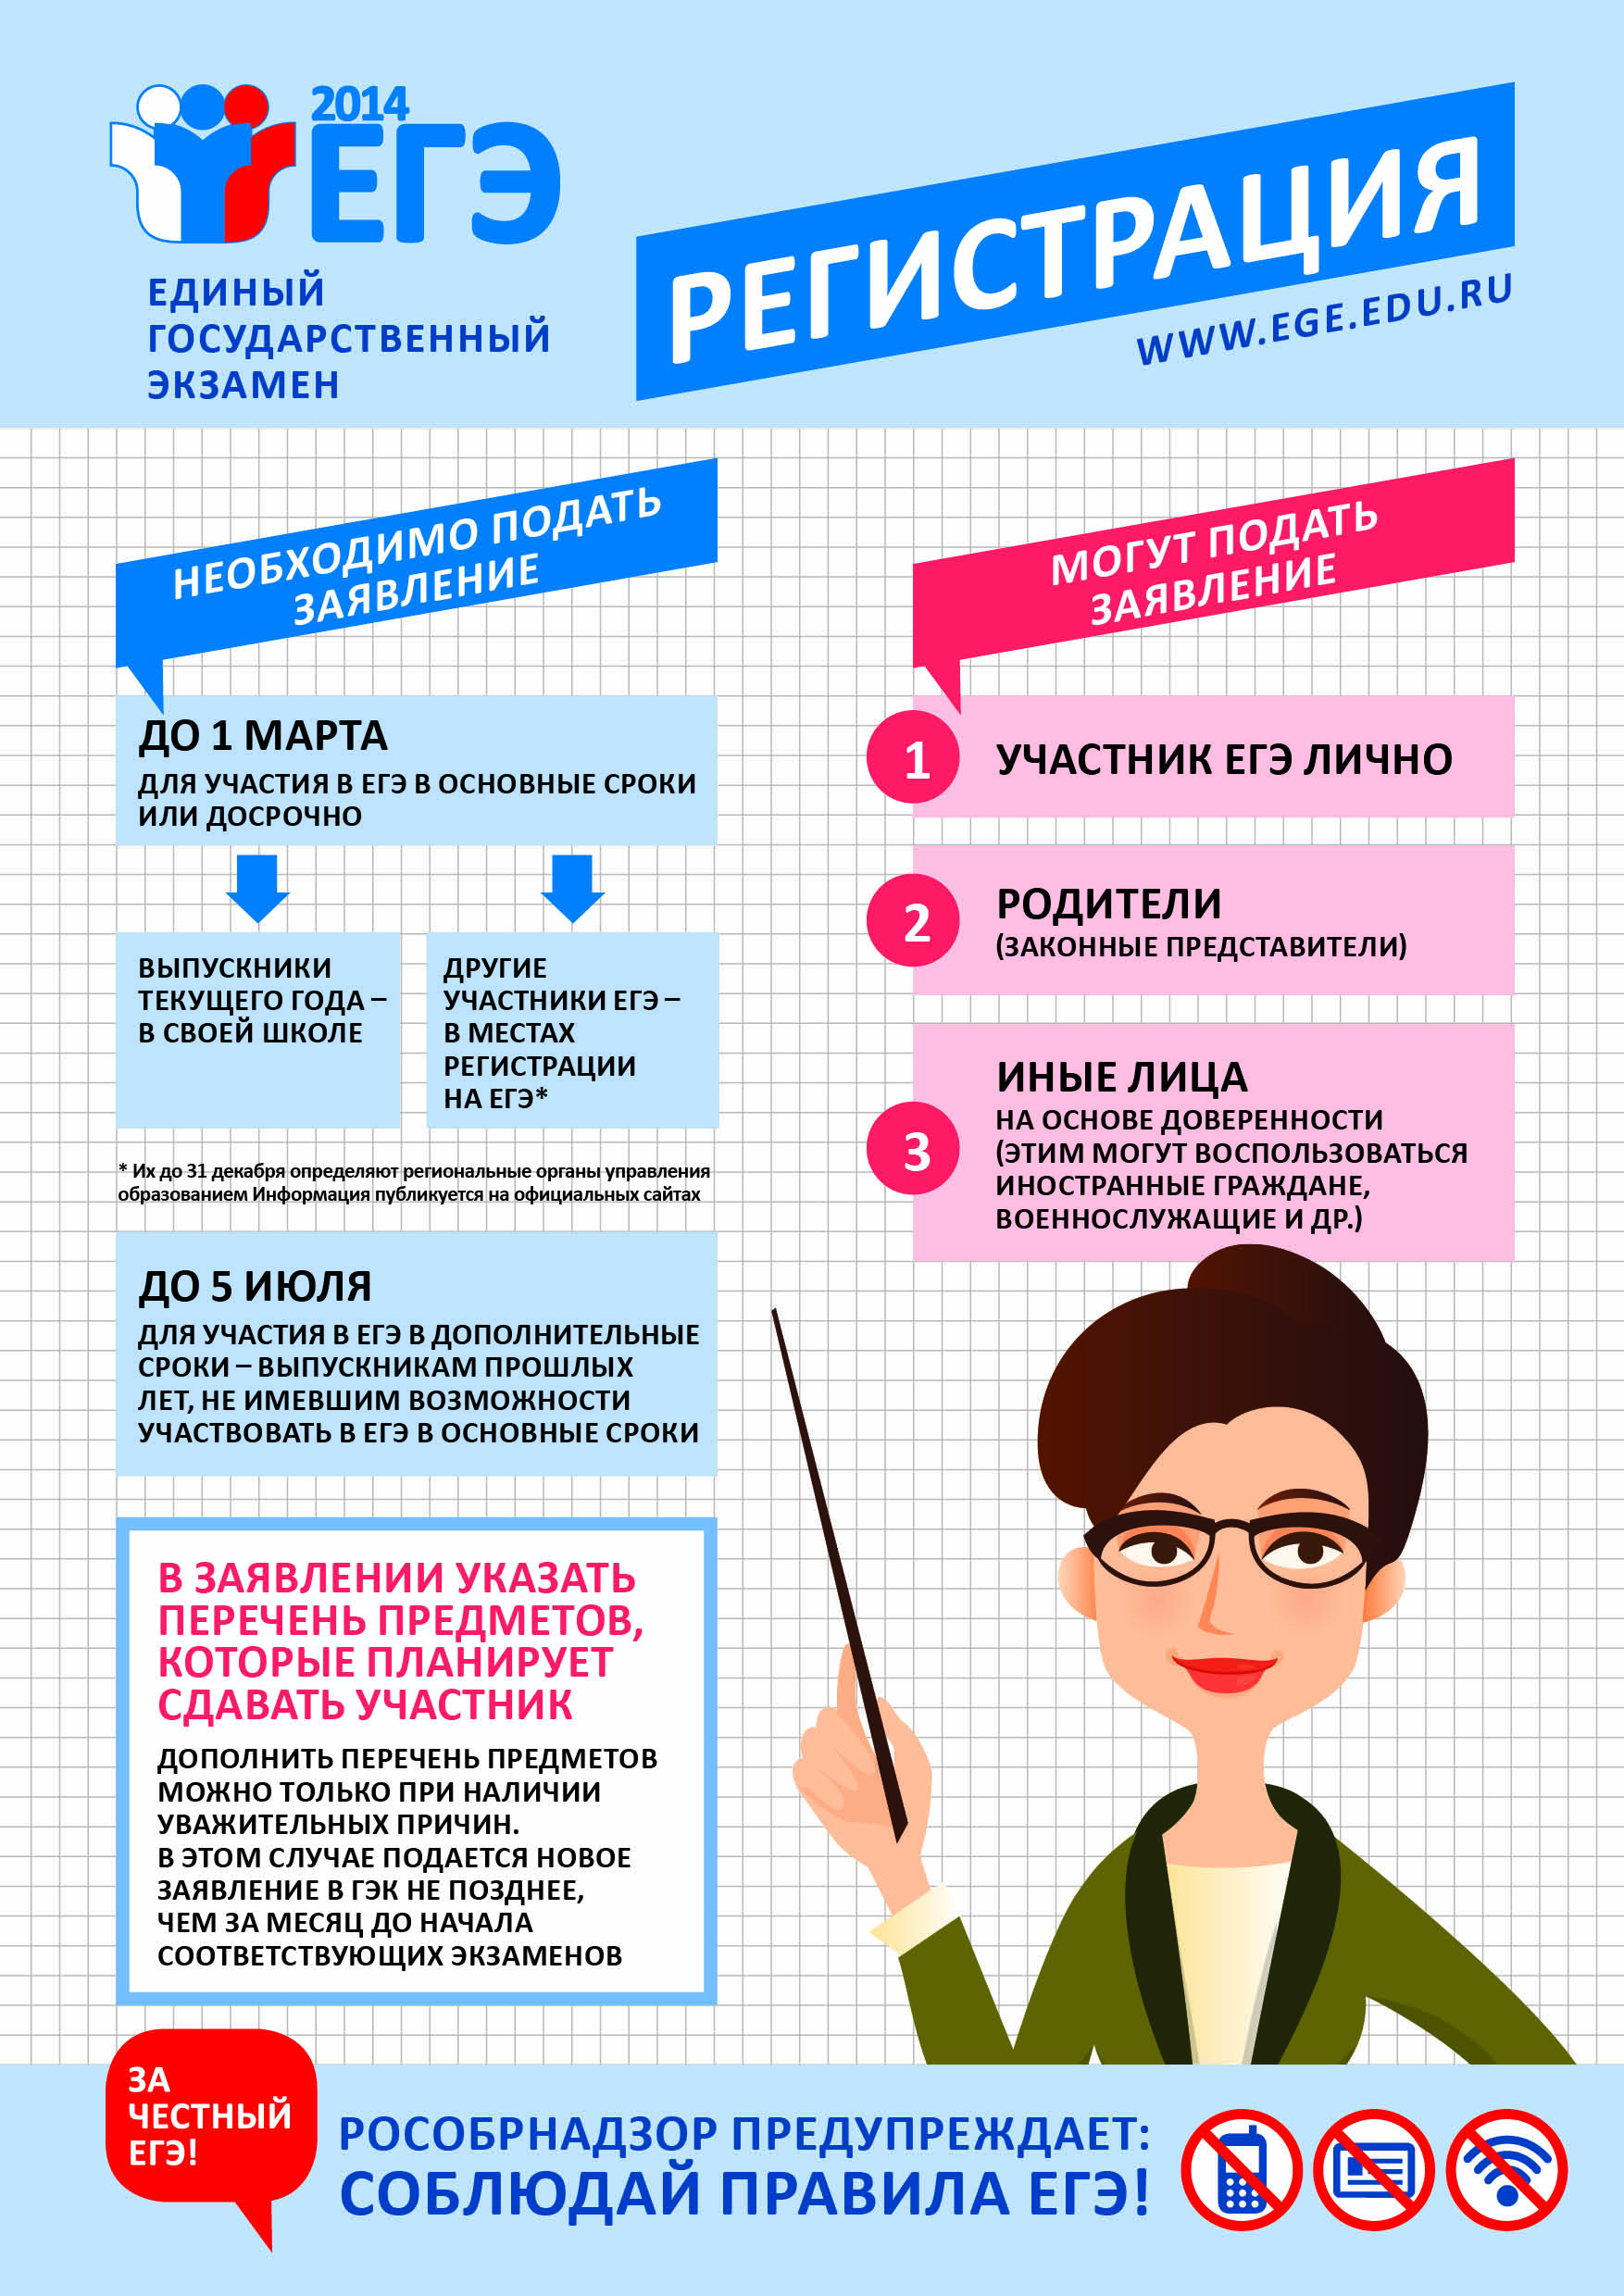 2014
ЕГЭ
ЕДИНЫЙ
ГОСУДАРСТВЕННЫЙ
ЭКЗАМЕН
РЕГИСТРАЦИЯ
WWW.EGE.EDU.RU
НЕОБХОДИМО ПОДАТЬ
ЗАЯВЛЕНИЕ
ДО 1 МАРТА
ДЛЯ УЧАСТИЯ В ЕГЭ В ОСНОВНЫЕ СРОКИ
ИЛИ ДОСРОЧНО
ВЫПУСКНИКИ
ТЕКУЩЕГО ГОДА –
В СВОЕЙ ШКОЛЕ
ДРУГИЕ
УЧАСТНИКИ ЕГЭ –
В МЕСТАХ
РЕГИСТРАЦИИ
НА ЕГЭ*
* Их до 31 декабря определяют региональные органы управления
образованием Информация публикуется на официальных сайтах
ДО 5 ИЮЛЯ
ДЛЯ УЧАСТИЯ В ЕГЭ В ДОПОЛНИТЕЛЬНЫЕ
СРОКИ – ВЫПУСКНИКАМ ПРОШЛЫХ
ЛЕТ, НЕ ИМЕВШИМ ВОЗМОЖНОСТИ
УЧАСТВОВАТЬ В ЕГЭ В ОСНОВНЫЕ СРОКИ
В ЗАЯВЛЕНИИ УКАЗАТЬ
ПЕРЕЧЕНЬ ПРЕДМЕТОВ,
КОТОРЫЕ ПЛАНИРУЕТ
СДАВАТЬ УЧАСТНИК
ДОПОЛНИТЬ ПЕРЕЧЕНЬ ПРЕДМЕТОВ
МОЖНО ТОЛЬКО ПРИ НАЛИЧИИ
УВАЖИТЕЛЬНЫХ ПРИЧИН.
В ЭТОМ СЛУЧАЕ ПОДАЕТСЯ НОВОЕ
ЗАЯВЛЕНИЕ В ГЭК НЕ ПОЗДНЕЕ,
ЧЕМ ЗА МЕСЯЦ ДО НАЧАЛА
СООТВЕТСТВУЮЩИХ ЭКЗАМЕНОВ
МОГУТ ПОДАТЬ
ЗАЯВЛЕНИЕ
1 УЧАСТНИК ЕГЭ ЛИЧНО
2 РОДИТЕЛИ
(ЗАКОННЫЕ ПРЕДСТАВИТЕЛИ)
3 ИНЫЕ ЛИЦА
НА ОСНОВЕ ДОВЕРЕННОСТИ
(ЭТИМ МОГУТ ВОСПОЛЬЗОВАТЬСЯ
ИНОСТРАННЫЕ ГРАЖДАНЕ,
ВОЕННОСЛУЖАЩИЕ И ДР.)
ЗА
ЧЕСТНЫЙ
ЕГЭ!
РОСОБРНАДЗОР ПРЕДУПРЕЖДАЕТ:
СОБЛЮДАЙ ПРАВИЛА ЕГЭ!